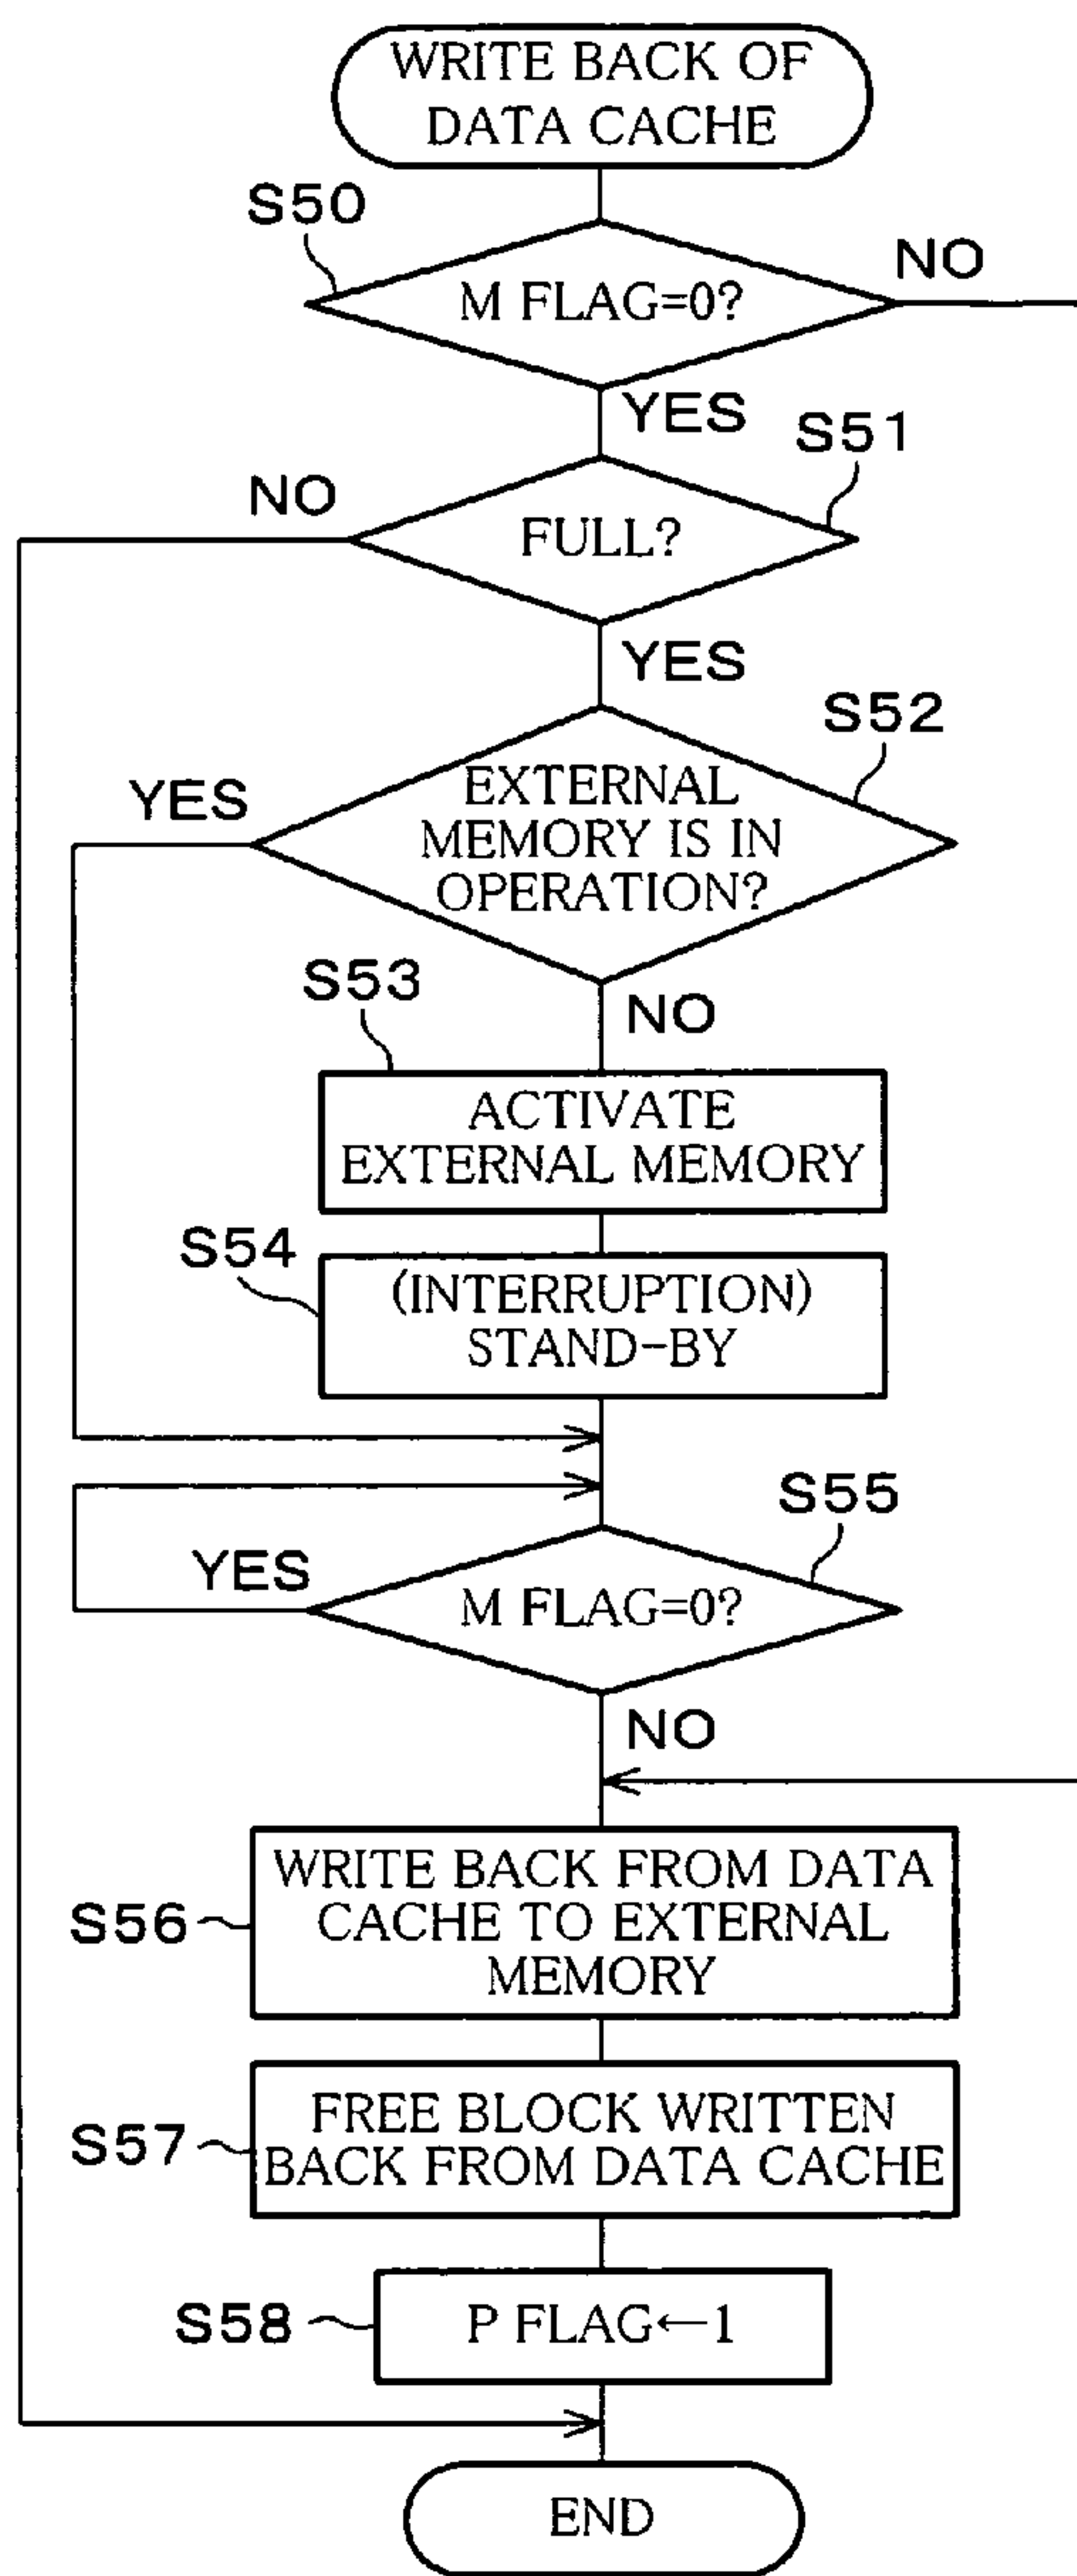 WRITE BACK OF
DATA CACHE
S50
NO
M FLAG=0?
YES
S51
NO
FULL?
YES
S52
YES
EXTERNAL
MEMORY IS IN
OPERATION?
S53
NO
ACTIVATE
EXTERNAL MEMORY
S54
(INTERRUPTION)
STAND-BY
S55
YES
M FLAG=0?
NO
S56
WRITE BACK FROM DATA
CACHE TO EXTERNAL
MEMORY
S57
FREE BLOCK WRITTEN
BACK FROM DATA CACHE
S58
P FLAG←1
END